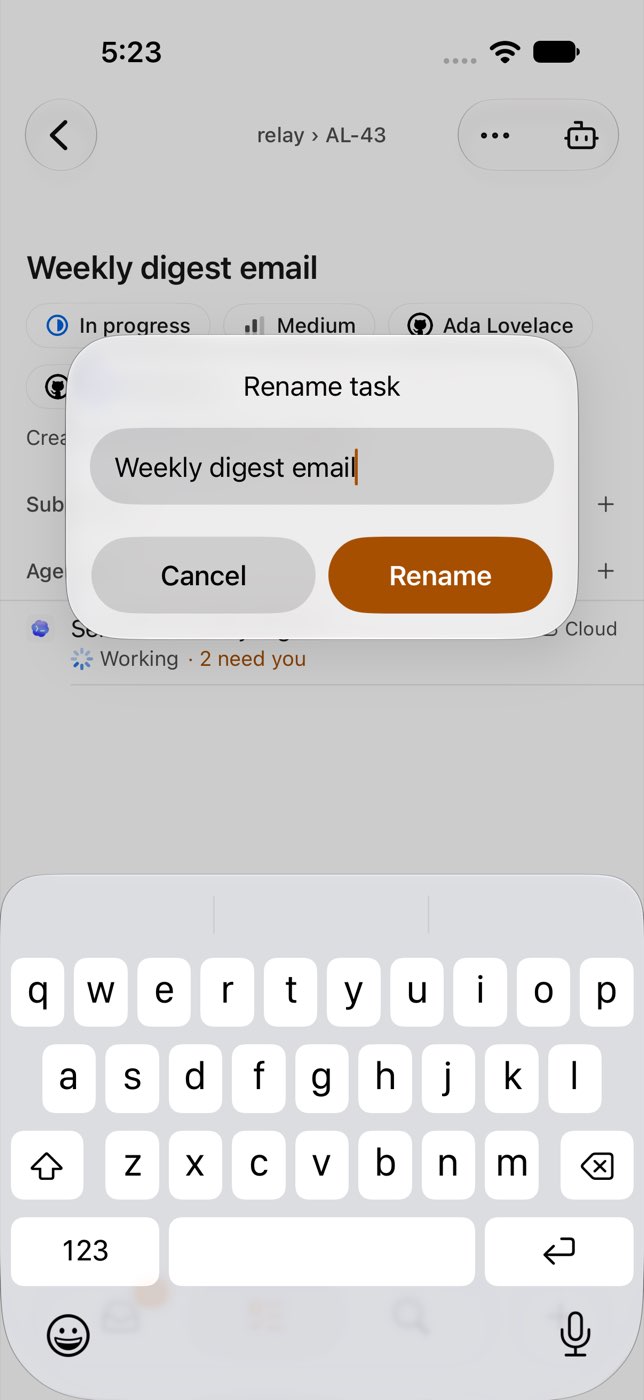 5:23
relay › AL-43
Weekly digest email
In progress
Medium
Ada Lovelace
Rename task
Weekly digest email
Cancel
Rename
Cloud
Working · 2 need you
q w e r t y u i o p
a s d f g h j k l
z x c v b n m
123